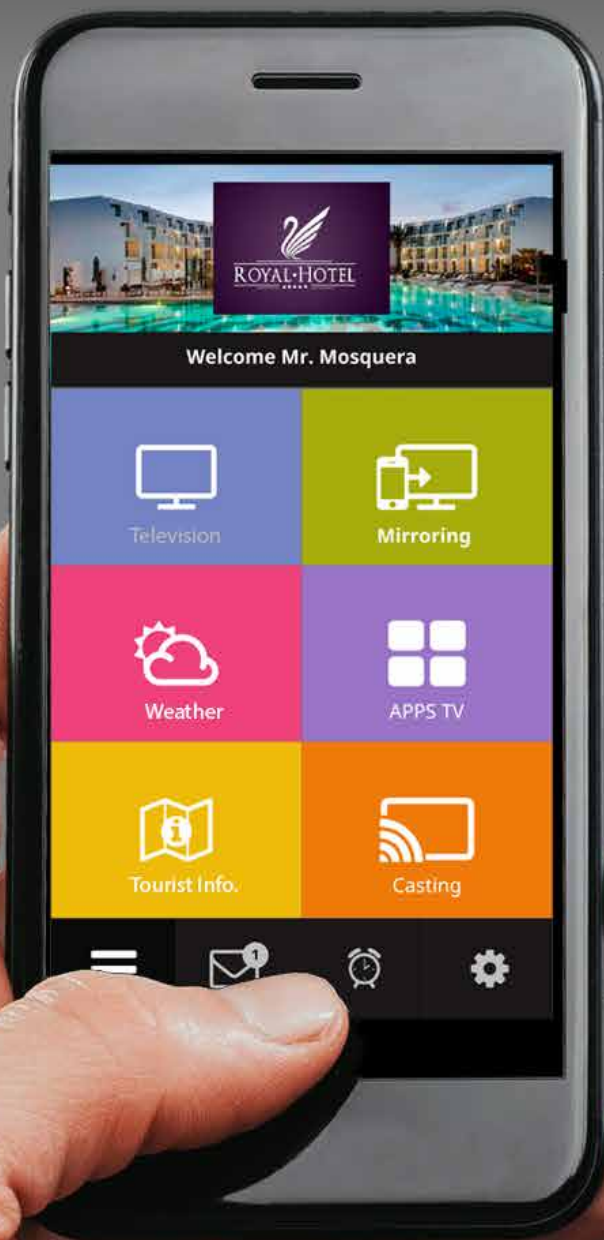 ROYAL·HOTEL
Welcome Mr. Mosquera
Television
Mirroring
Weather
APPS TV
Tourist Info.
Casting
1